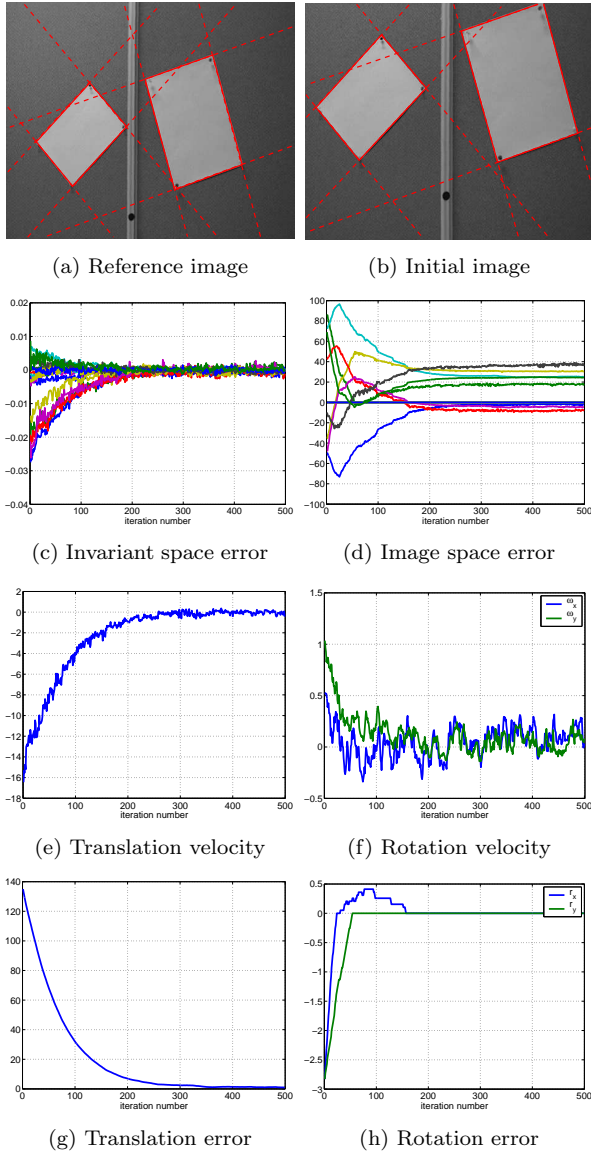 (a) Reference image
(b) Initial image
0.02
0.01
0
−0.01
−0.02
−0.03
−0.04
0 100 200 300 400 500
iteration number
(c) Invariant space error
100
80
60
40
20
0
−20
−40
−60
−80
−100
0 100 200 300 400 500
iteration number
(d) Image space error
2
0
−2
−4
−6
−8
−10
−12
−14
−16
−18
0 100 200 300 400 500
iteration number
(e) Translation velocity
1.5
1
0.5
0
−0.5
ω_x
ω_y
0 100 200 300 400 500
iteration number
(f) Rotation velocity
140
120
100
80
60
40
20
0
0 100 200 300 400 500
iteration number
(g) Translation error
0.5
0
−0.5
−1
−1.5
−2
−2.5
−3
r_x
r_y
0 100 200 300 400 500
iteration number
(h) Rotation error